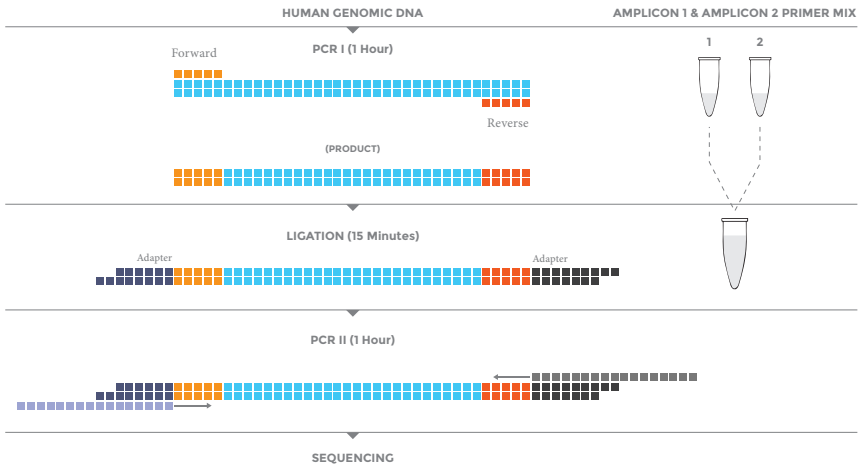 HUMAN GENOMIC DNA
AMPLICON 1 & AMPLICON 2 PRIMER MIX
PCR I (1 Hour)
1 2
Forward
Reverse
(PRODUCT)
LIGATION (15 Minutes)
Adapter
Adapter
PCR II (1 Hour)
SEQUENCING